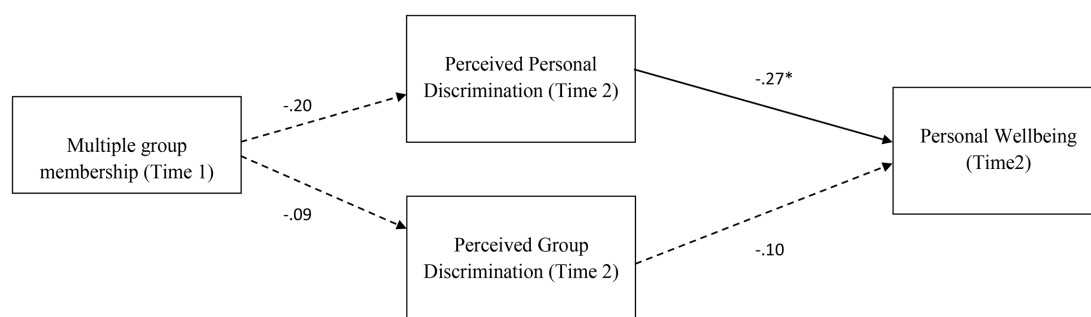 Multiple group
membership (Time 1)
-.20
-.09
Perceived Personal
Discrimination (Time 2)
Perceived Group
Discrimination (Time 2)
-.27*
-.10
Personal Wellbeing
(Time2)